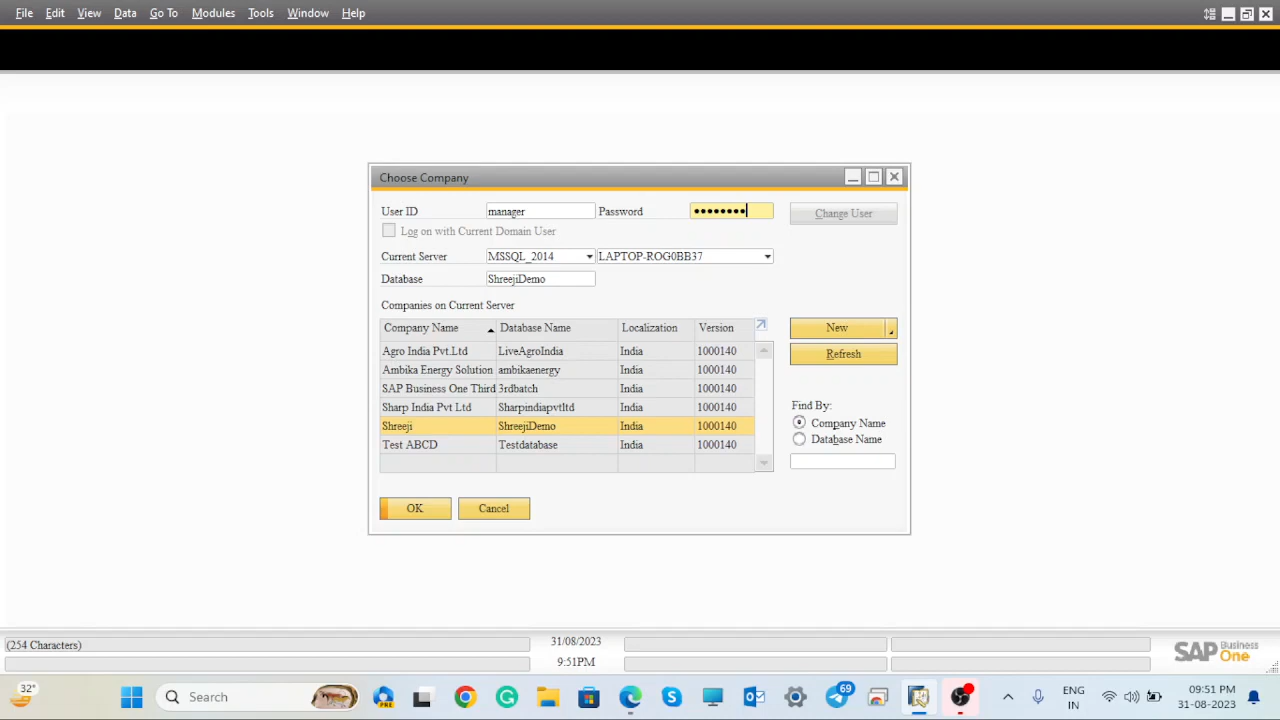 File Edit View Data Go To Modules Tools Window Help
Choose Company
User ID manager Password ●●●●●●●● Change User
Log on with Current Domain User
Current Server MSSQL_2014 LAPTOP-ROG0BB37
Database ShreejiDemo
Companies on Current Server
Company Name Database Name Localization Version New
Agro India Pvt.Ltd LiveAgroIndia India 1000140 Refresh
Ambika Energy Solution ambikaenergy India 1000140
SAP Business One Third 3rdbatch India 1000140
Sharp India Pvt Ltd Sharpindiapvtltd India 1000140 Find By:
Shreeji ShreejiDemo India 1000140 Company Name
Test ABCD Testdatabase India 1000140 Database Name
OK Cancel
(254 Characters) 31/08/2023 SAP Business One
9:51PM
32° Search PRE 69 ENG 09:51 PM
IN 31-08-2023